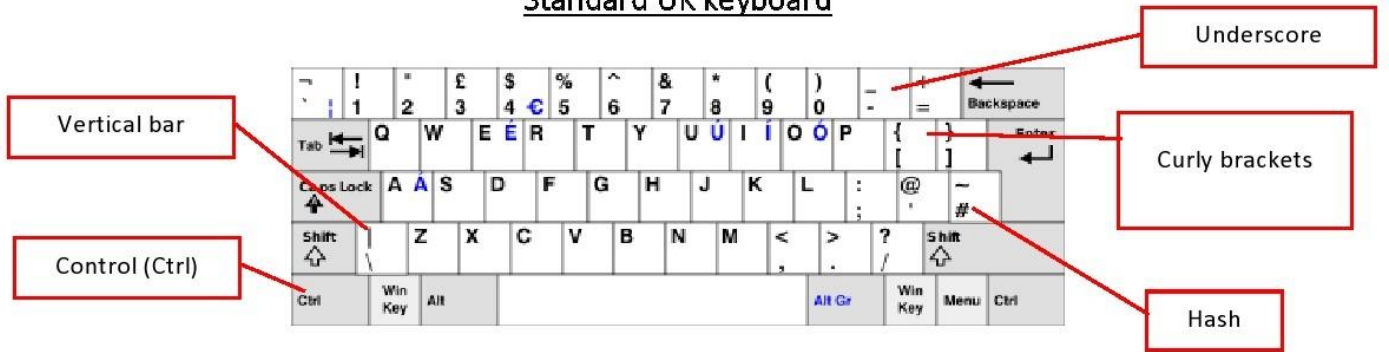 Standard UK keyboard
Underscore
Vertical bar
Curly brackets
Control (Ctrl)
Hash
¬ ! " £ $ % ^ & * ( ) _ + Backspace
` ¦ 1 2 3 4 € 5 6 7 8 9 0 - =
Tab Q W E É R T Y U Ú I Í O Ó P { } Enter
[ ]
Caps Lock A Á S D F G H J K L : @ ~
; ' #
Shift | Z X C V B N M < > ? Shift
\ , . /
Ctrl Win Key Alt Alt Gr Win Key Menu Ctrl